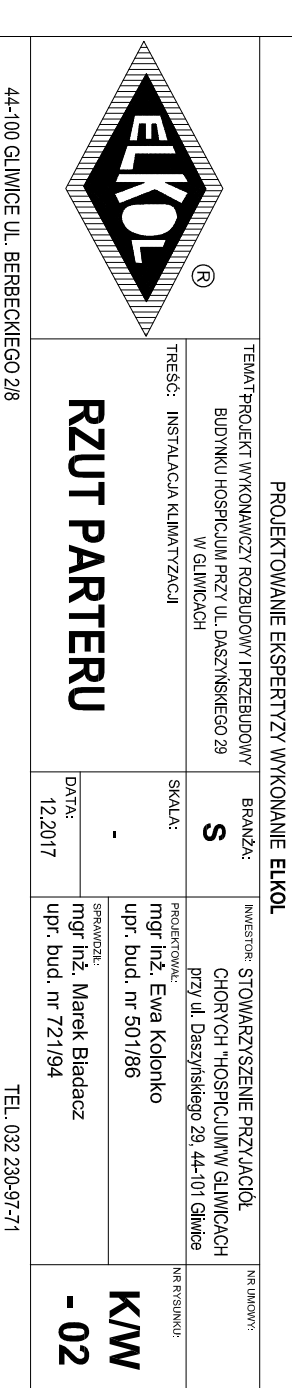 PROJEKTOWANIE EKSPERTYZY WYKONANIE ELKOL
ELKOL
®
TEMAT:
PROJEKT WYKONAWCZY ROZBUDOWY I PRZEBUDOWY
BUDYNKU HOSPICJUM PRZY UL. DASZYŃSKIEGO 29
W GLIWICACH
BRANŻA:
S
INWESTOR: STOWARZYSZENIE PRZYJACIÓŁ
CHORYCH "HOSPICJUM"W GLIWICACH
przy ul. Daszyńskiego 29, 44-101 Gliwice
NR UMOWY:
TREŚĆ: INSTALACJA KLIMATYZACJI
RZUT PARTERU
SKALA:
-
DATA:
12.2017
PROJEKTOWAŁ:
mgr inż. Ewa Kolonko
upr. bud. nr 501/86
SPRAWDZIŁ:
mgr inż. Marek Biadacz
upr. bud. nr 721/94
NR RYSUNKU:
K/W
- 02
44-100 GLIWICE UL. BERBECKIEGO 2/8
TEL. 032 230-97-71